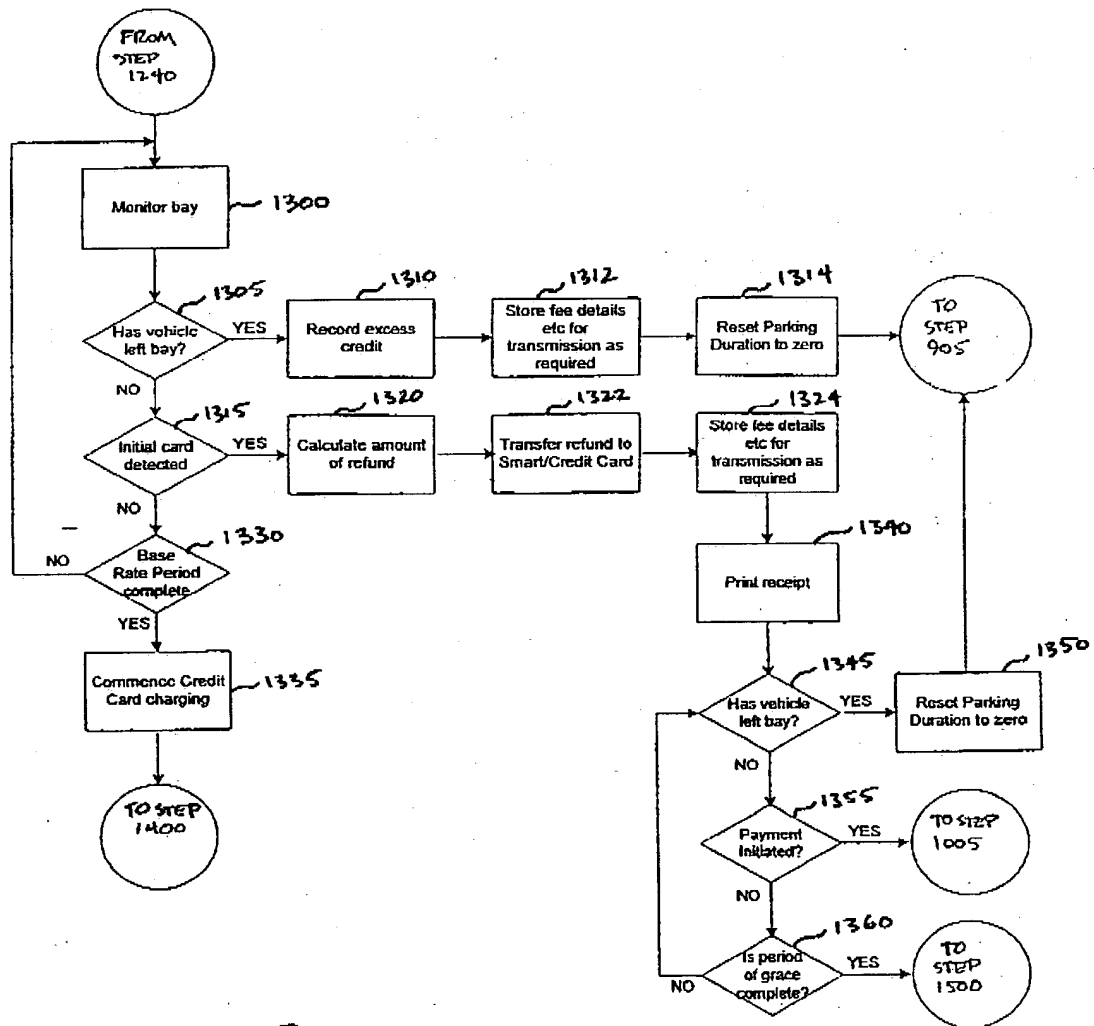 FROM
STEP
1240
Monitor bay
1300
Has vehicle
left bay?
1305
YES
NO
Record excess
credit
1310
Store fee details
etc for
transmission as
required
1312
Reset Parking
Duration to zero
1314
TO
STEP
905
Initial card
detected
1315
YES
NO
Calculate amount
of refund
1320
Transfer refund to
Smart/Credit Card
1322
Store fee details
etc for
transmission as
required
1324
Base
Rate Period
complete
1330
NO
YES
Print receipt
1340
Commence Credit
Card charging
1335
TO STEP
1400
Has vehicle
left bay?
1345
YES
NO
Reset Parking
Duration to zero
1350
Payment
Initiated?
1355
YES
NO
TO STEP
1005
Is period
of grace
complete?
1360
NO
YES
TO
STEP
1500